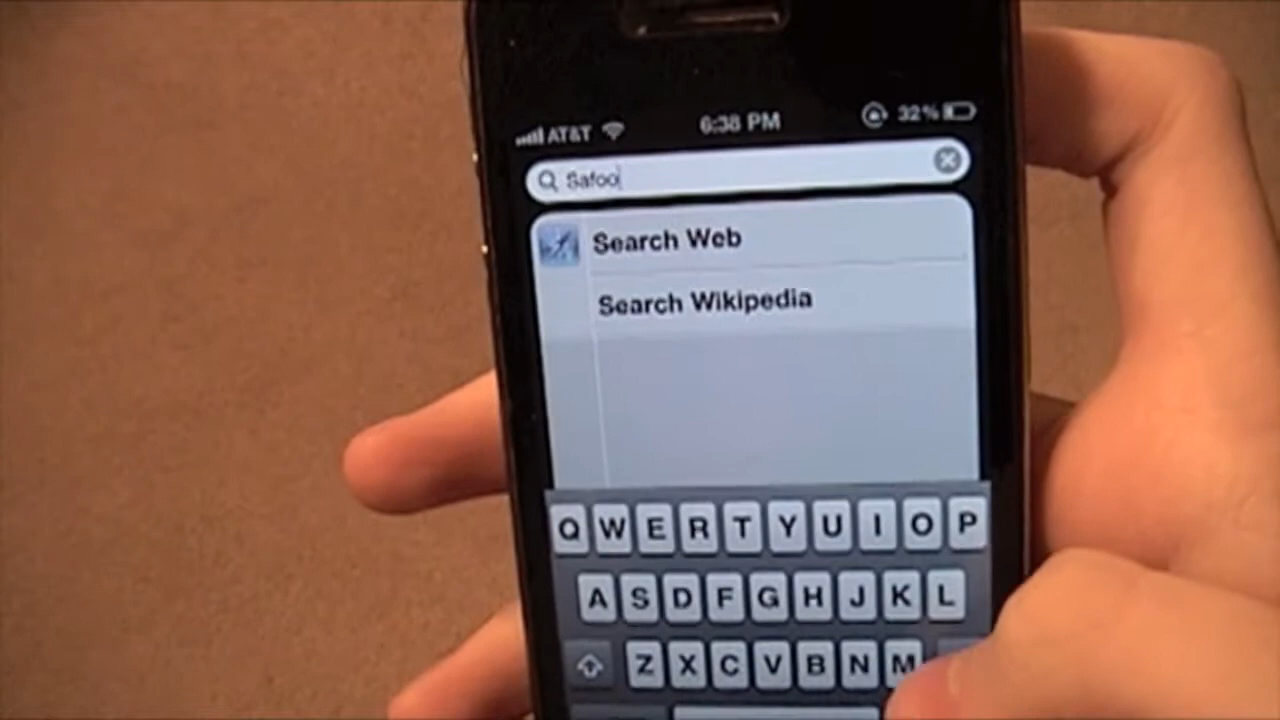 AT&T 6:38 PM 32%
Safoo
Search Web
Search Wikipedia
Q W E R T Y U I O P
A S D F G H J K L
Z X C V B N M